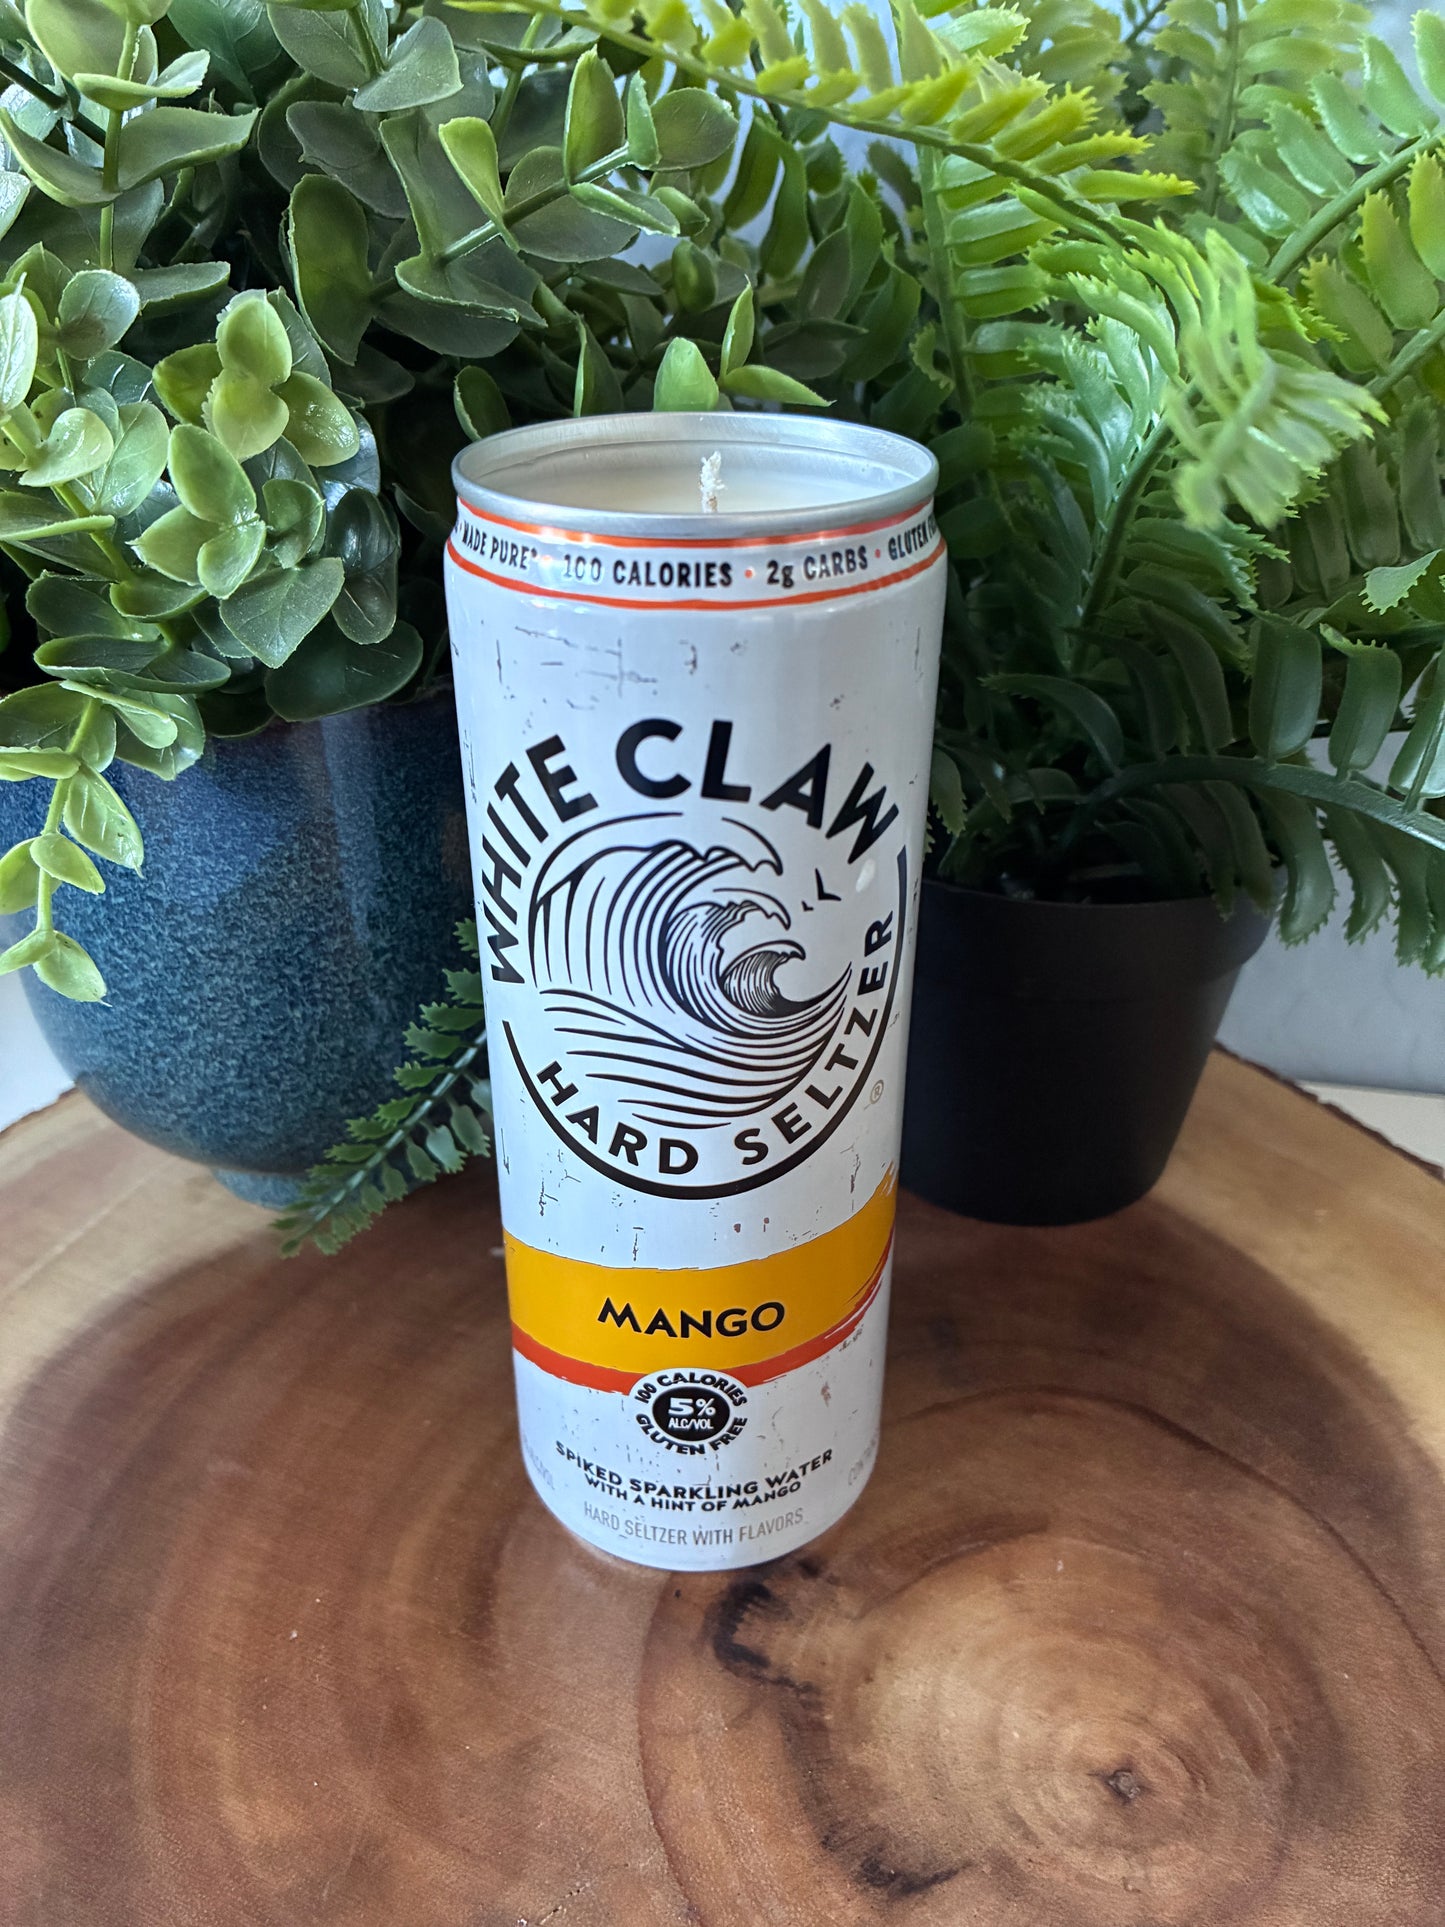 MADE PURE® • 100 CALORIES • 2g CARBS • GLUTEN
WHITE CLAW
HARD SELTZER
®
MANGO
100 CALORIES
5%
ALC/VOL
GLUTEN FREE
SPIKED SPARKLING WATER
WITH A HINT OF MANGO
HARD SELTZER WITH FLAVORS